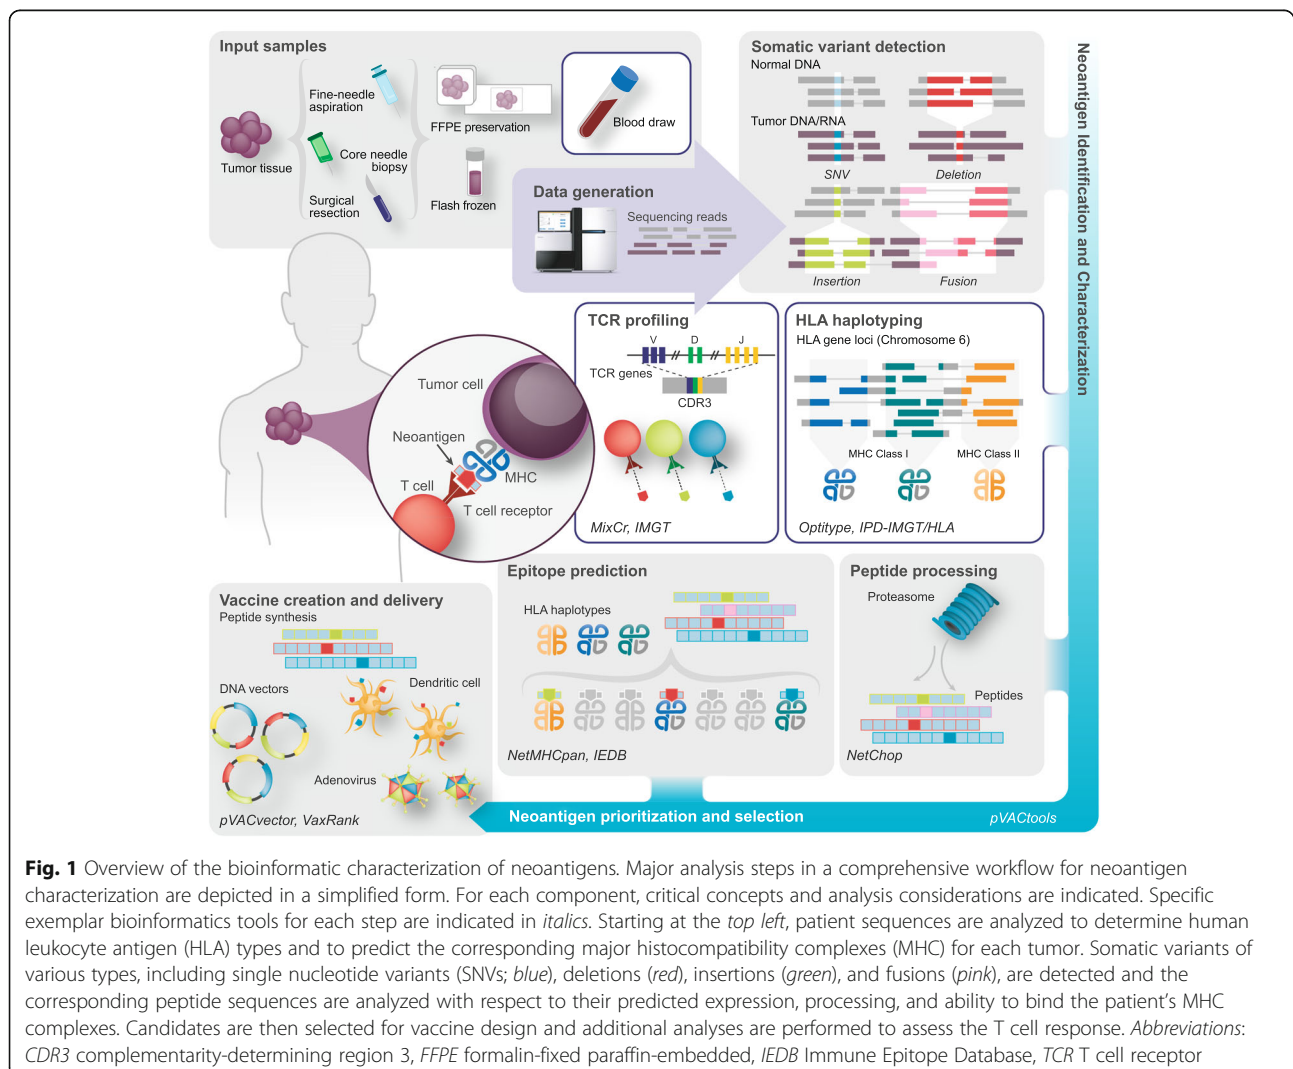 Input samples
Tumor tissue
Fine-needle
aspiration
Core needle
biopsy
Surgical
resection
FFPE preservation
Flash frozen
Blood draw
Data generation
Sequencing reads
Somatic variant detection
Normal DNA
Tumor DNA/RNA
SNV
Deletion
Insertion
Fusion
Neoantigen Identification and Characterization
Tumor cell
Neoantigen
MHC
T cell
T cell receptor
TCR profiling
V D J
TCR genes
CDR3
MixCr, IMGT
HLA haplotyping
HLA gene loci (Chromosome 6)
MHC Class I
MHC Class II
Optitype, IPD-IMGT/HLA
Epitope prediction
HLA haplotypes
NetMHCpan, IEDB
Peptide processing
Proteasome
Peptides
NetChop
Vaccine creation and delivery
Peptide synthesis
DNA vectors
Dendritic cell
Adenovirus
pVACvector, VaxRank
Neoantigen prioritization and selection
pVACtools
Fig. 1 Overview of the bioinformatic characterization of neoantigens. Major analysis steps in a comprehensive workflow for neoantigen
characterization are depicted in a simplified form. For each component, critical concepts and analysis considerations are indicated. Specific
exemplar bioinformatics tools for each step are indicated in italics. Starting at the top left, patient sequences are analyzed to determine human
leukocyte antigen (HLA) types and to predict the corresponding major histocompatibility complexes (MHC) for each tumor. Somatic variants of
various types, including single nucleotide variants (SNVs; blue), deletions (red), insertions (green), and fusions (pink), are detected and the
corresponding peptide sequences are analyzed with respect to their predicted expression, processing, and ability to bind the patient's MHC
complexes. Candidates are then selected for vaccine design and additional analyses are performed to assess the T cell response. Abbreviations:
CDR3 complementarity-determining region 3, FFPE formalin-fixed paraffin-embedded, IEDB Immune Epitope Database, TCR T cell receptor